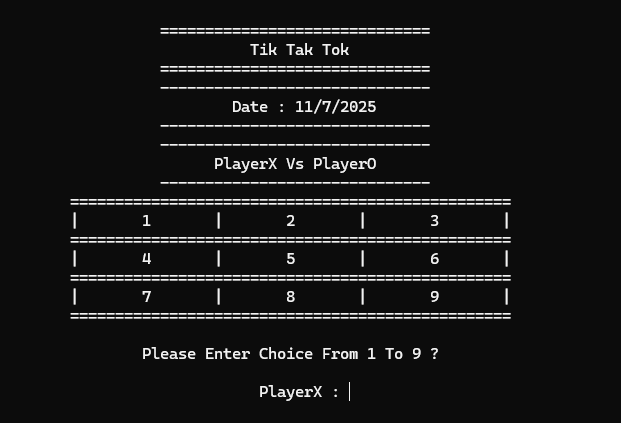 ==============================
Tik Tak Tok
==============================
------------------------------
Date : 11/7/2025
------------------------------
------------------------------
PlayerX Vs PlayerO
------------------------------
=================================================
| 1 | 2 | 3 |
=================================================
| 4 | 5 | 6 |
=================================================
| 7 | 8 | 9 |
=================================================
Please Enter Choice From 1 To 9 ?
PlayerX :